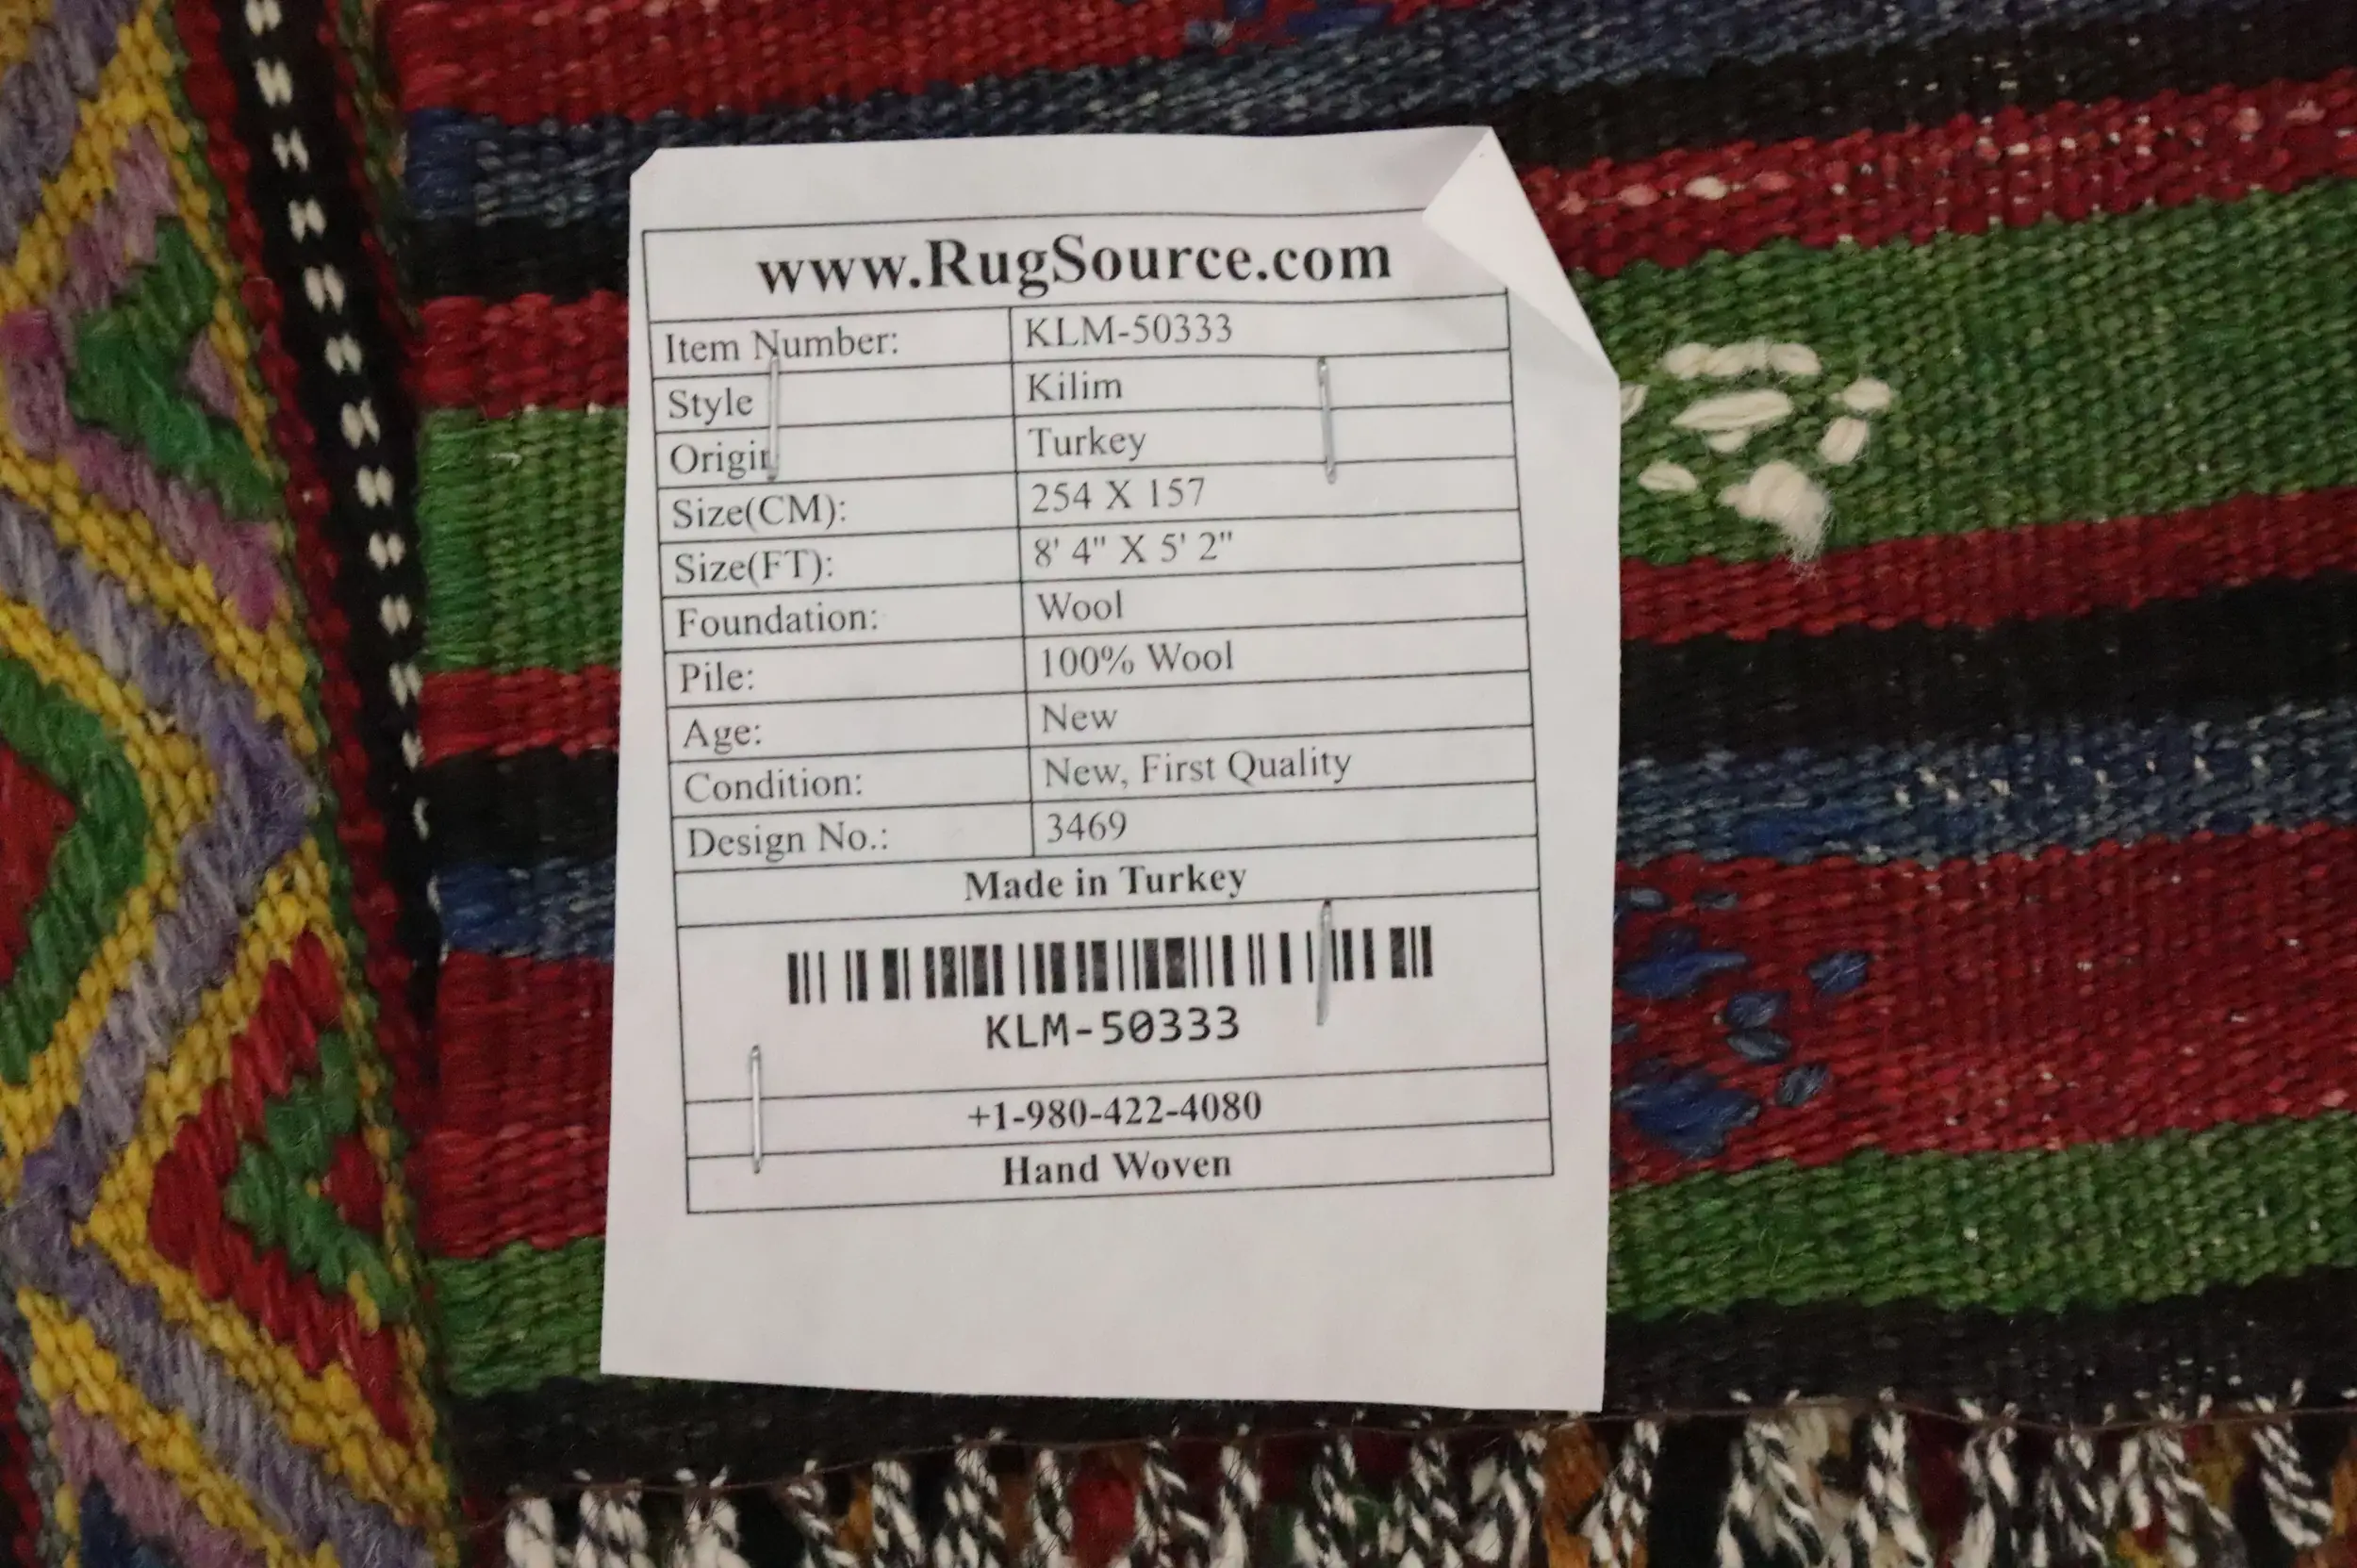 www.RugSource.com
Item Number: KLM-50333
Style Kilim
Origin Turkey
Size(CM): 254 X 157
Size(FT): 8' 4" X 5' 2"
Foundation: Wool
Pile: 100% Wool
Age: New
Condition: New, First Quality
Design No.: 3469
Made in Turkey
KLM-50333
+1-980-422-4080
Hand Woven